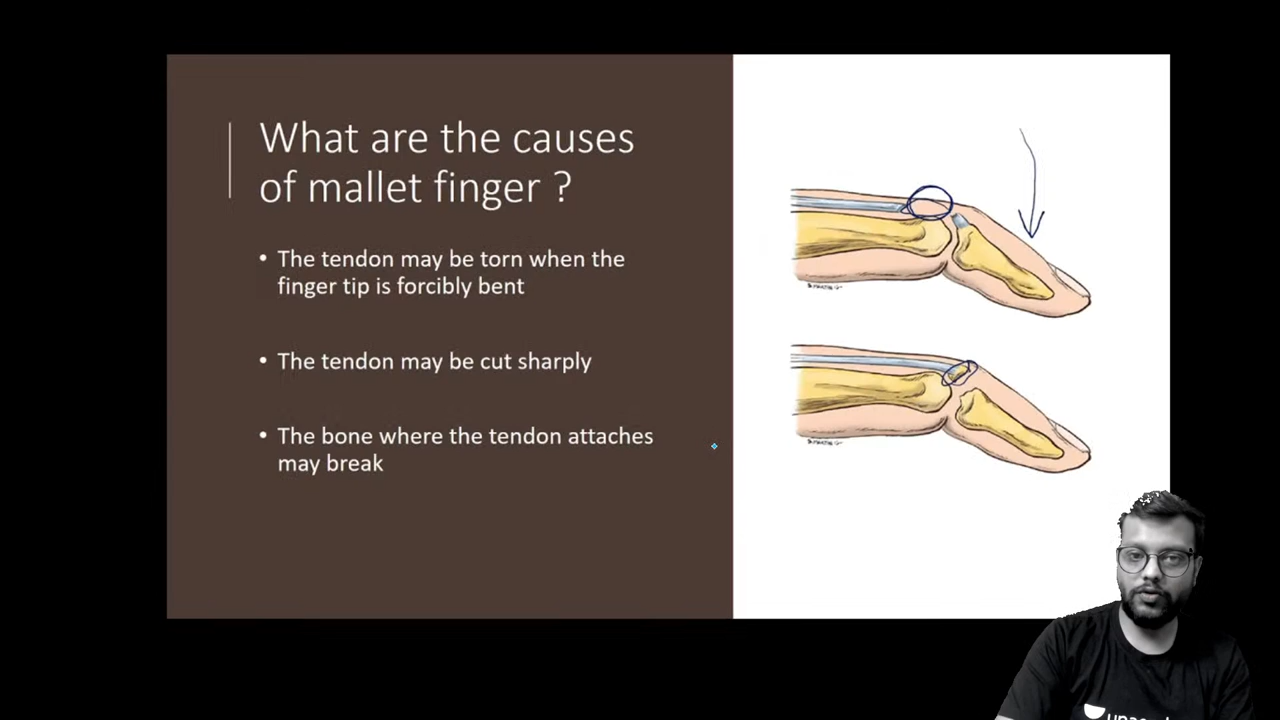 What are the causes
of mallet finger ?
• The tendon may be torn when the
finger tip is forcibly bent
• The tendon may be cut sharply
• The bone where the tendon attaches
may break